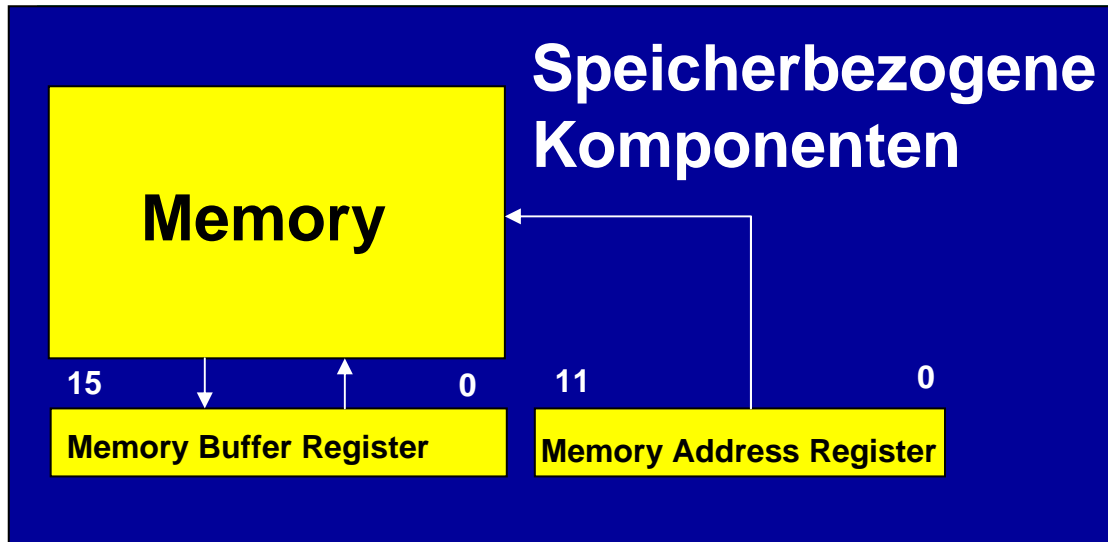 Speicherbezogene
Komponenten
Memory
15 0 11 0
Memory Buffer Register
Memory Address Register